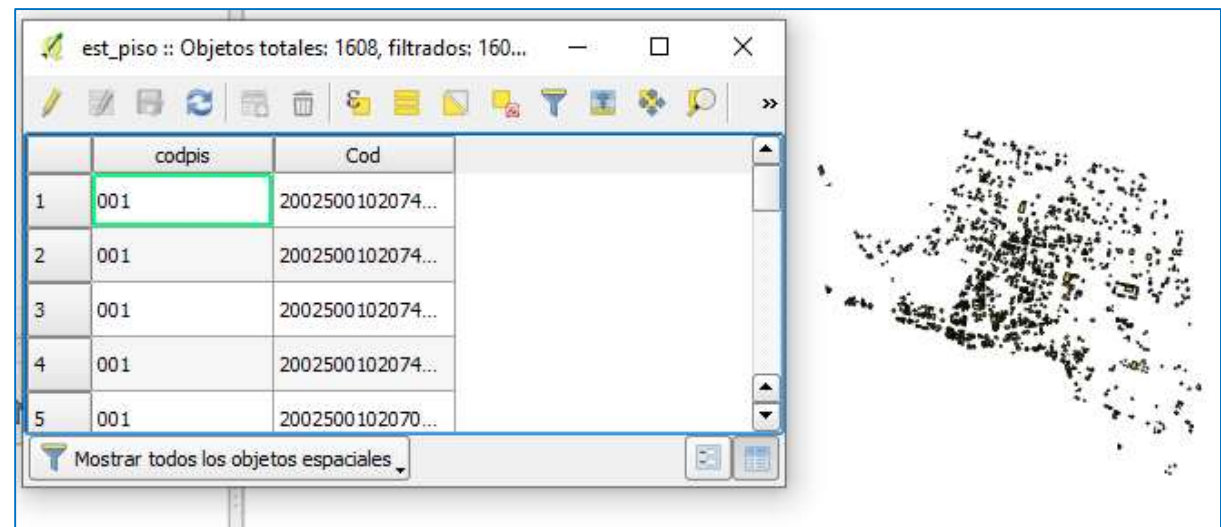 est_piso :: Objetos totales: 1608, filtrados: 160...
»
codpis Cod
1 001 2002500102074...
2 001 2002500102074...
3 001 2002500102074...
4 001 2002500102074...
5 001 2002500102070...
Mostrar todos los objetos espaciales